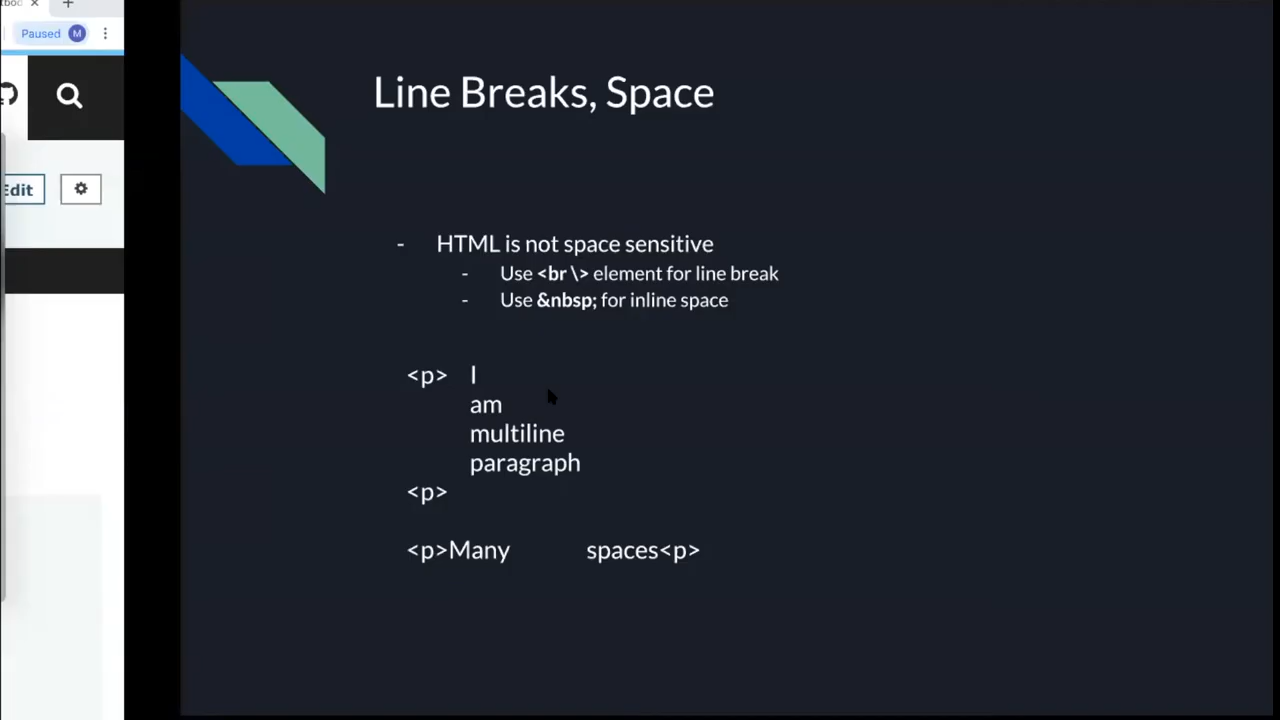 Paused M
Edit
Line Breaks, Space
- HTML is not space sensitive
- Use <br \> element for line break
- Use &nbsp; for inline space
<p> I
am
multiline
paragraph
<p>
<p>Many spaces<p>